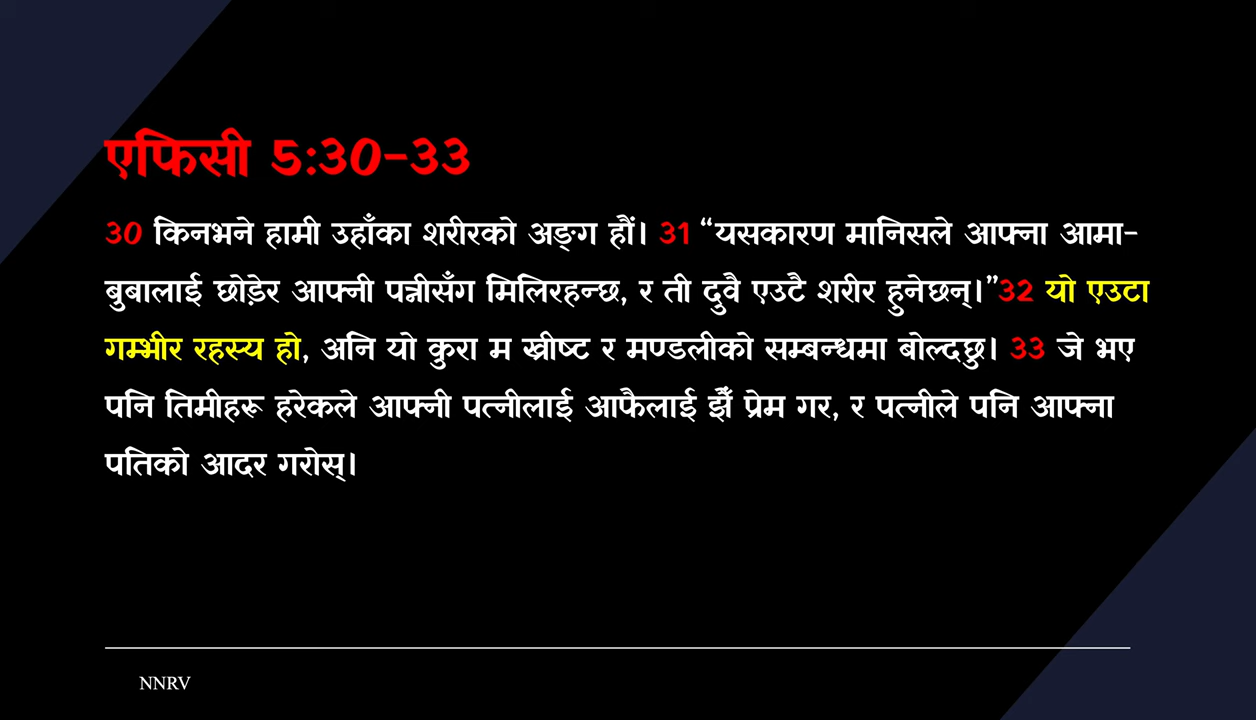 एफिसी 5:30-33
30 किनभने हामी उहाँका शरीरको अङ्ग हौं। 31 “यसकारण मानिसले आफ्ना आमा-
बुबालाई छोड़ेर आफ्नी पन्नीसँग मिलिरहन्छ, र ती दुवै एउटै शरीर हुनेछन्।”32 यो एउटा
गम्भीर रहस्य हो, अनि यो कुरा म ख्रीष्ट र मण्डलीको सम्बन्धमा बोल्दछु। 33 जे भए
पनि तिमीहरू हरेकले आफ्नी पत्नीलाई आफैलाई झैँ प्रेम गर, र पत्नीले पनि आफ्ना
पतिको आदर गरोस्।
NNRV